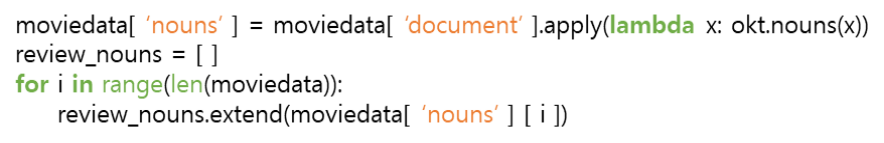 moviedata[ ‘nouns’ ] = moviedata[ ‘document’ ].apply(lambda x: okt.nouns(x))
review_nouns = [ ]
for i in range(len(moviedata)):
    review_nouns.extend(moviedata[ ‘nouns’ ] [ i ])